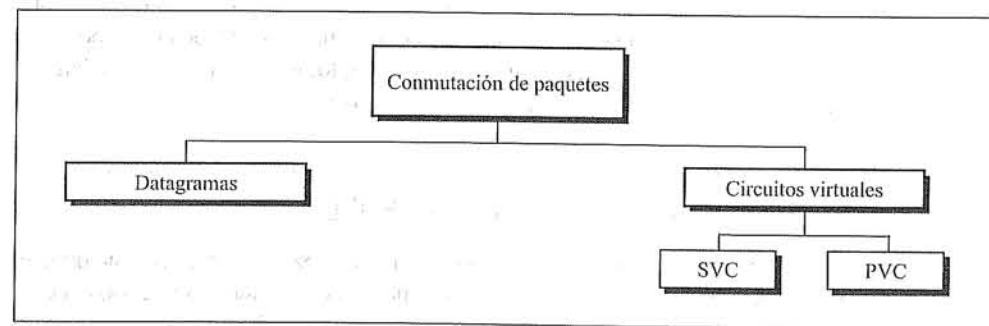 Conmutación de paquetes
Datagramas
Circuitos virtuales
SVC
PVC